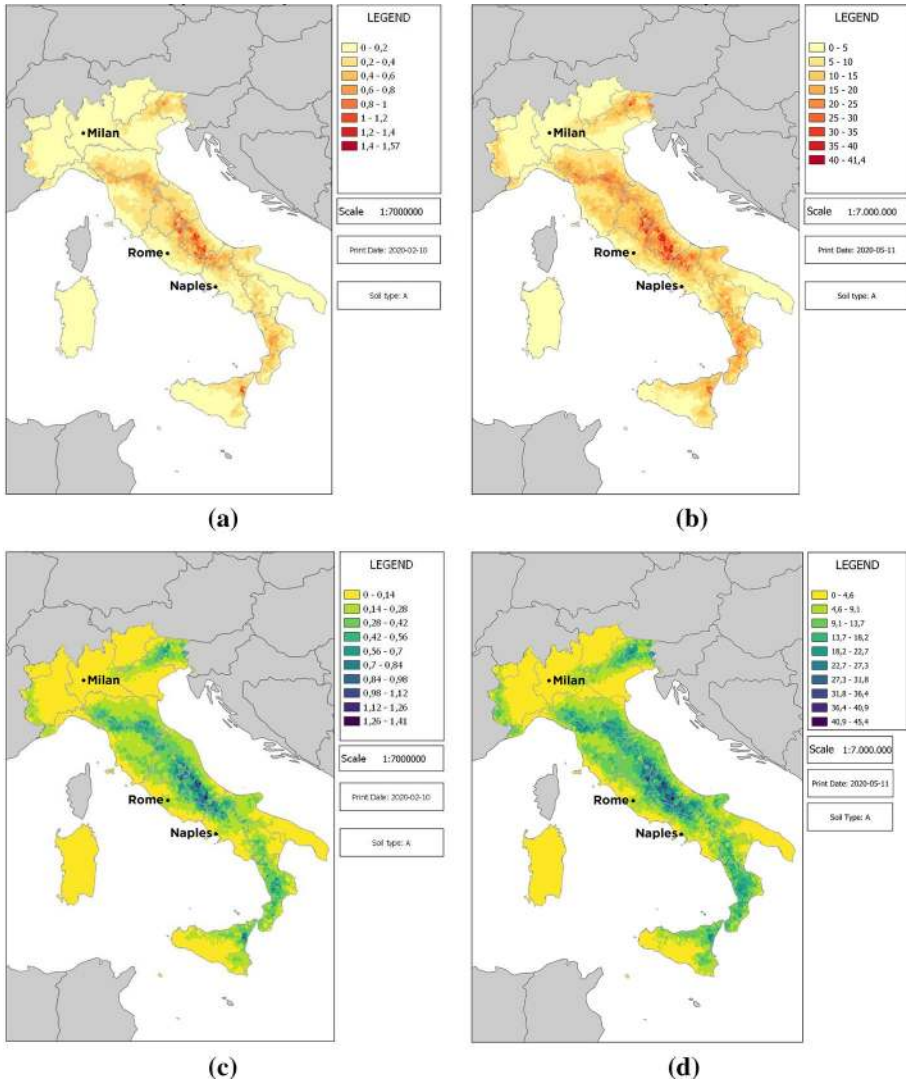 LEGEND
0 - 0,2
0,2 - 0,4
0,4 - 0,6
0,6 - 0,8
0,8 - 1
1 - 1,2
1,2 - 1,4
1,4 - 1,57
Scale 1:7000000
Print Date: 2020-02-10
Soil type: A
Milan
Rome
Naples
(a)
LEGEND
0 - 5
5 - 10
10 - 15
15 - 20
20 - 25
25 - 30
30 - 35
35 - 40
40 - 41,4
Scale 1:7.000.000
Print Date: 2020-05-11
Soil type: A
Milan
Rome
Naples
(b)
LEGEND
0 - 0,14
0,14 - 0,28
0,28 - 0,42
0,42 - 0,56
0,56 - 0,7
0,7 - 0,84
0,84 - 0,98
0,98 - 1,12
1,12 - 1,26
1,26 - 1,41
Scale 1:7000000
Print Date: 2020-02-10
Soil type: A
Milan
Rome
Naples
(c)
LEGEND
0 - 4,6
4,6 - 9,1
9,1 - 13,7
13,7 - 18,2
18,2 - 22,7
22,7 - 27,3
27,3 - 31,8
31,8 - 36,4
36,4 - 40,9
40,9 - 45,4
Scale 1:7.000.000
Print Date: 2020-05-11
Soil Type: A
Milan
Rome
Naples
(d)